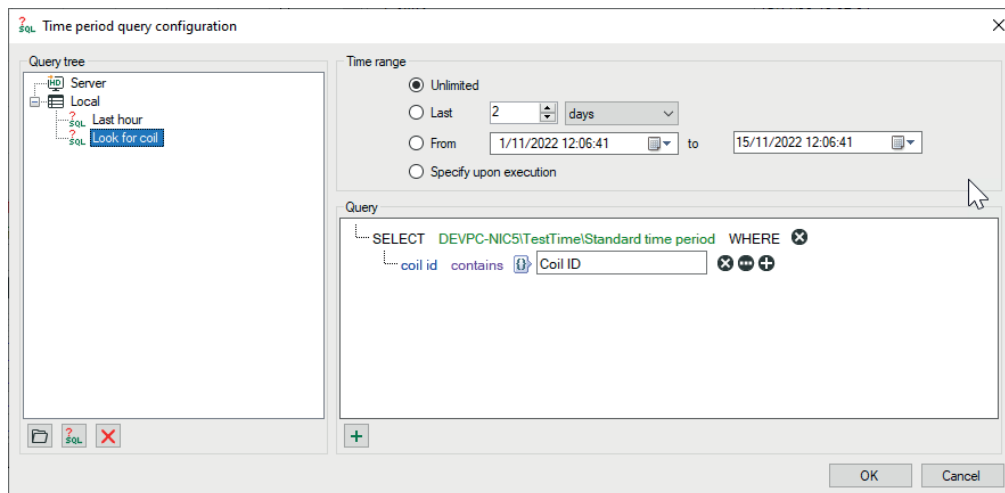 Time period query configuration
Query tree
Server
Local
Last hour
Look for coil
Time range
Unlimited
Last 2 days
From 1/11/2022 12:06:41 to 15/11/2022 12:06:41
Specify upon execution
Query
SELECT DEVPC-NIC5\TestTime\Standard time period WHERE
coil id contains {} Coil ID
OK Cancel